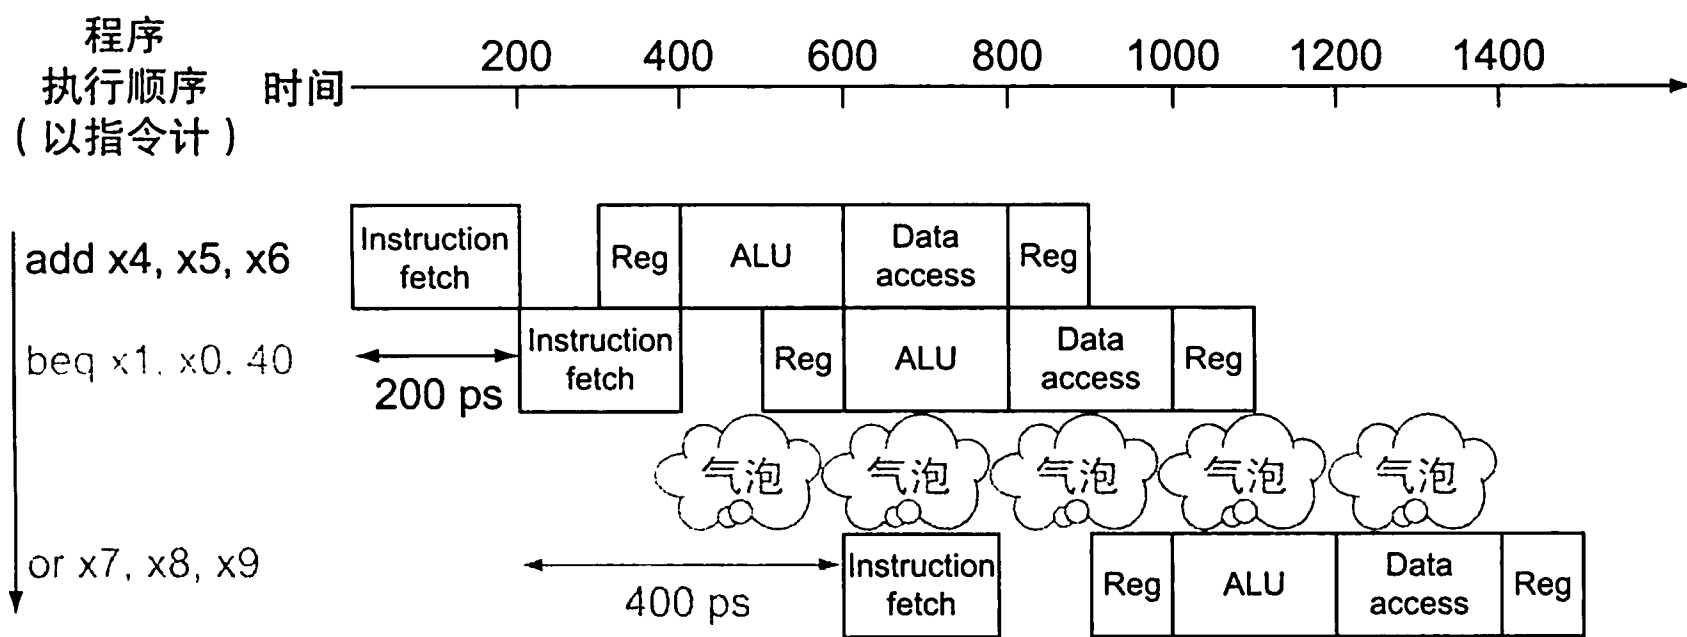 程序
执行顺序
（以指令计）
时间
200 400 600 800 1000 1200 1400
add x4, x5, x6
Instruction fetch Reg ALU Data access Reg
beq x1, x0, 40
200 ps
Instruction fetch Reg ALU Data access Reg
气泡 气泡 气泡 气泡 气泡
or x7, x8, x9
400 ps
Instruction fetch Reg ALU Data access Reg